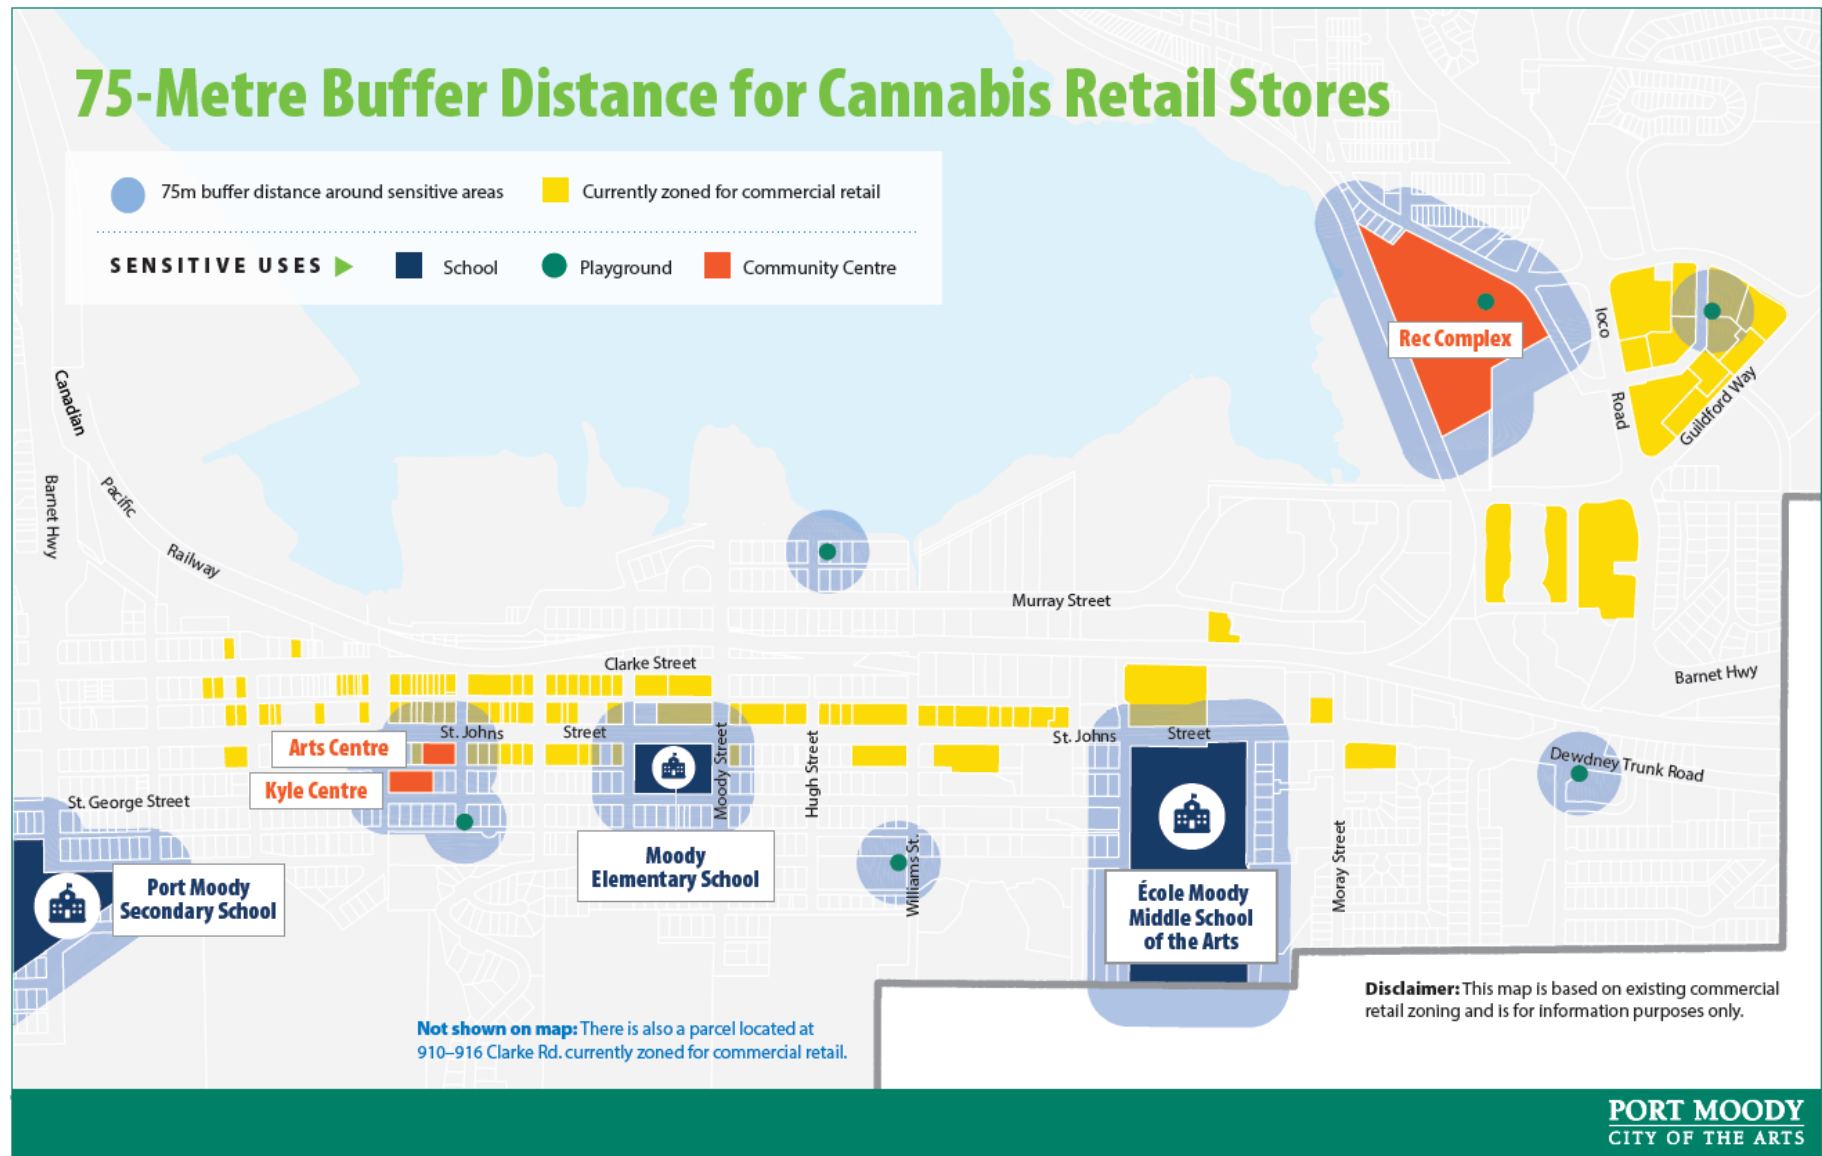 75-Metre Buffer Distance for Cannabis Retail Stores
75m buffer distance around sensitive areas
Currently zoned for commercial retail
SENSITIVE USES
School
Playground
Community Centre
Rec Complex
Ioco
Road
Guildford Way
Canadian
Pacific
Railway
Barnet Hwy
Murray Street
Clarke Street
Barnet Hwy
St. Johns
Street
St. Johns
Street
Arts Centre
Kyle Centre
Moody Street
Hugh Street
Dewdney Trunk Road
St. George Street
Williams St.
Moray Street
Port Moody
Secondary School
Moody
Elementary School
École Moody
Middle School
of the Arts
Not shown on map: There is also a parcel located at
910–916 Clarke Rd. currently zoned for commercial retail.
Disclaimer: This map is based on existing commercial
retail zoning and is for information purposes only.
PORT MOODY
CITY OF THE ARTS